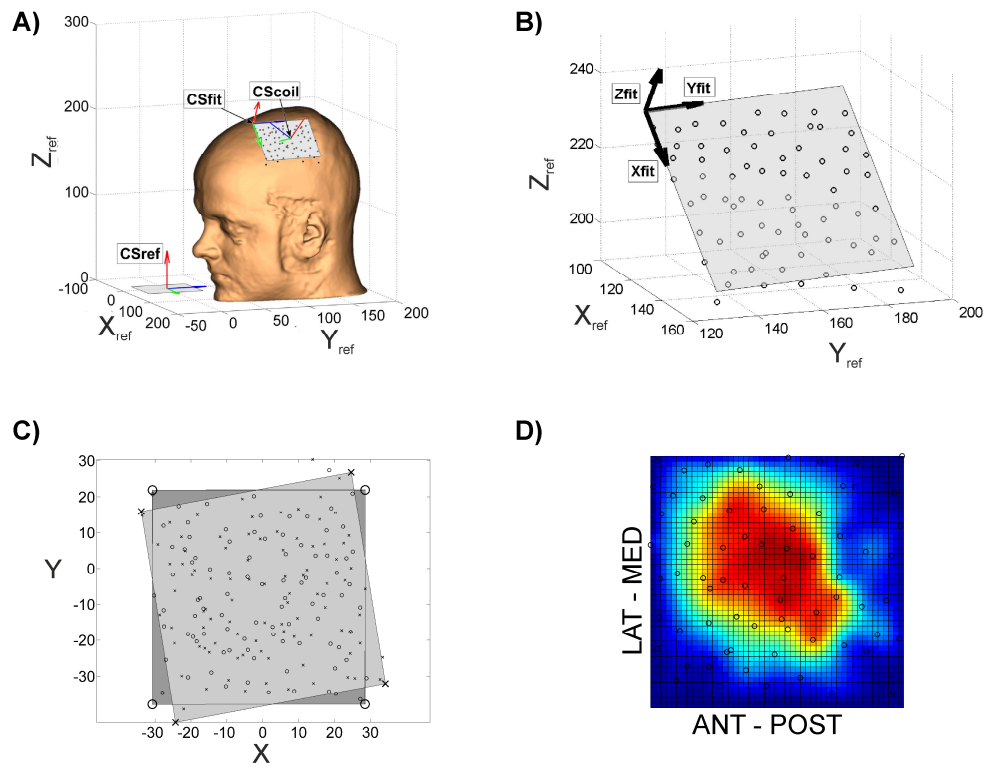 A)
300
200
100
0
Zref
CSfit
CScoil
CSref
-100
0
100
200
Xref
-50
0
50
100
150
200
Yref
B)
240
220
200
Zref
Zfit
Yfit
Xfit
100
120
140
160
Xref
120
140
160
180
200
Yref
C)
30
20
10
0
-10
-20
-30
Y
-30
-20
-10
0
10
20
30
X
D)
LAT - MED
ANT - POST